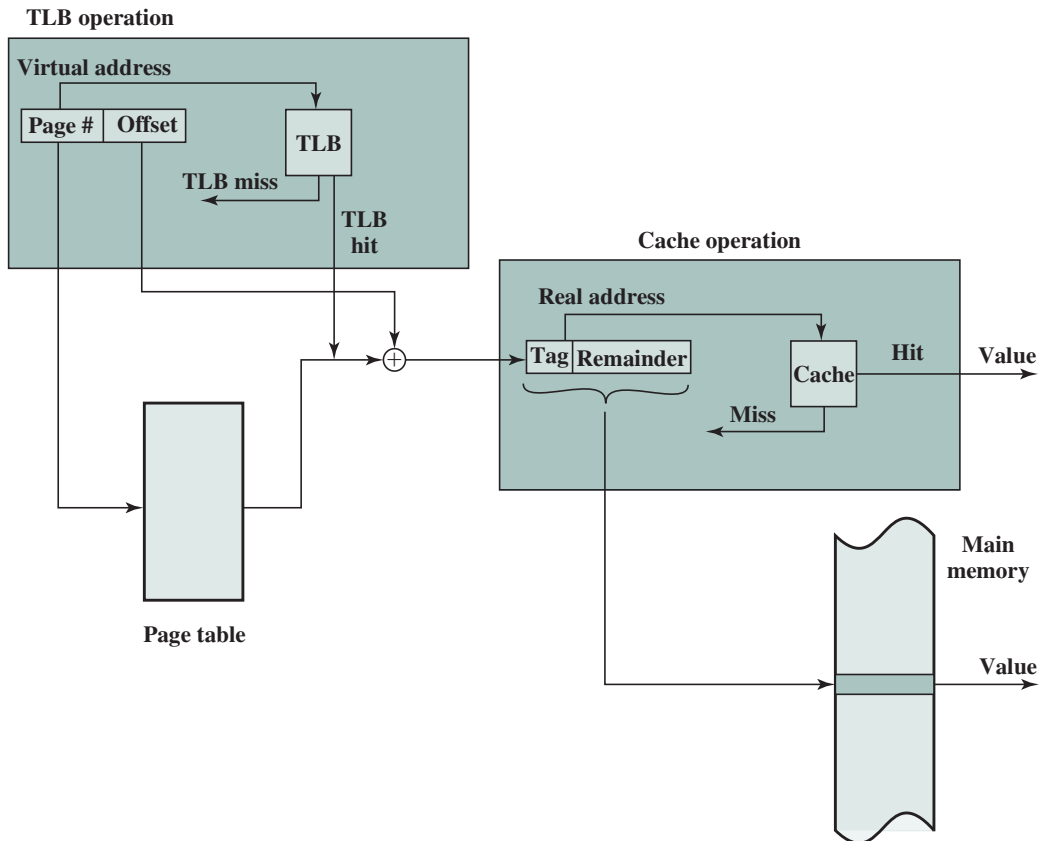 TLB operation
Virtual address
Page #
Offset
TLB
TLB miss
TLB
hit
Cache operation
Real address
Tag
Remainder
Cache
Hit
Value
Miss
+
Page table
Main
memory
Value